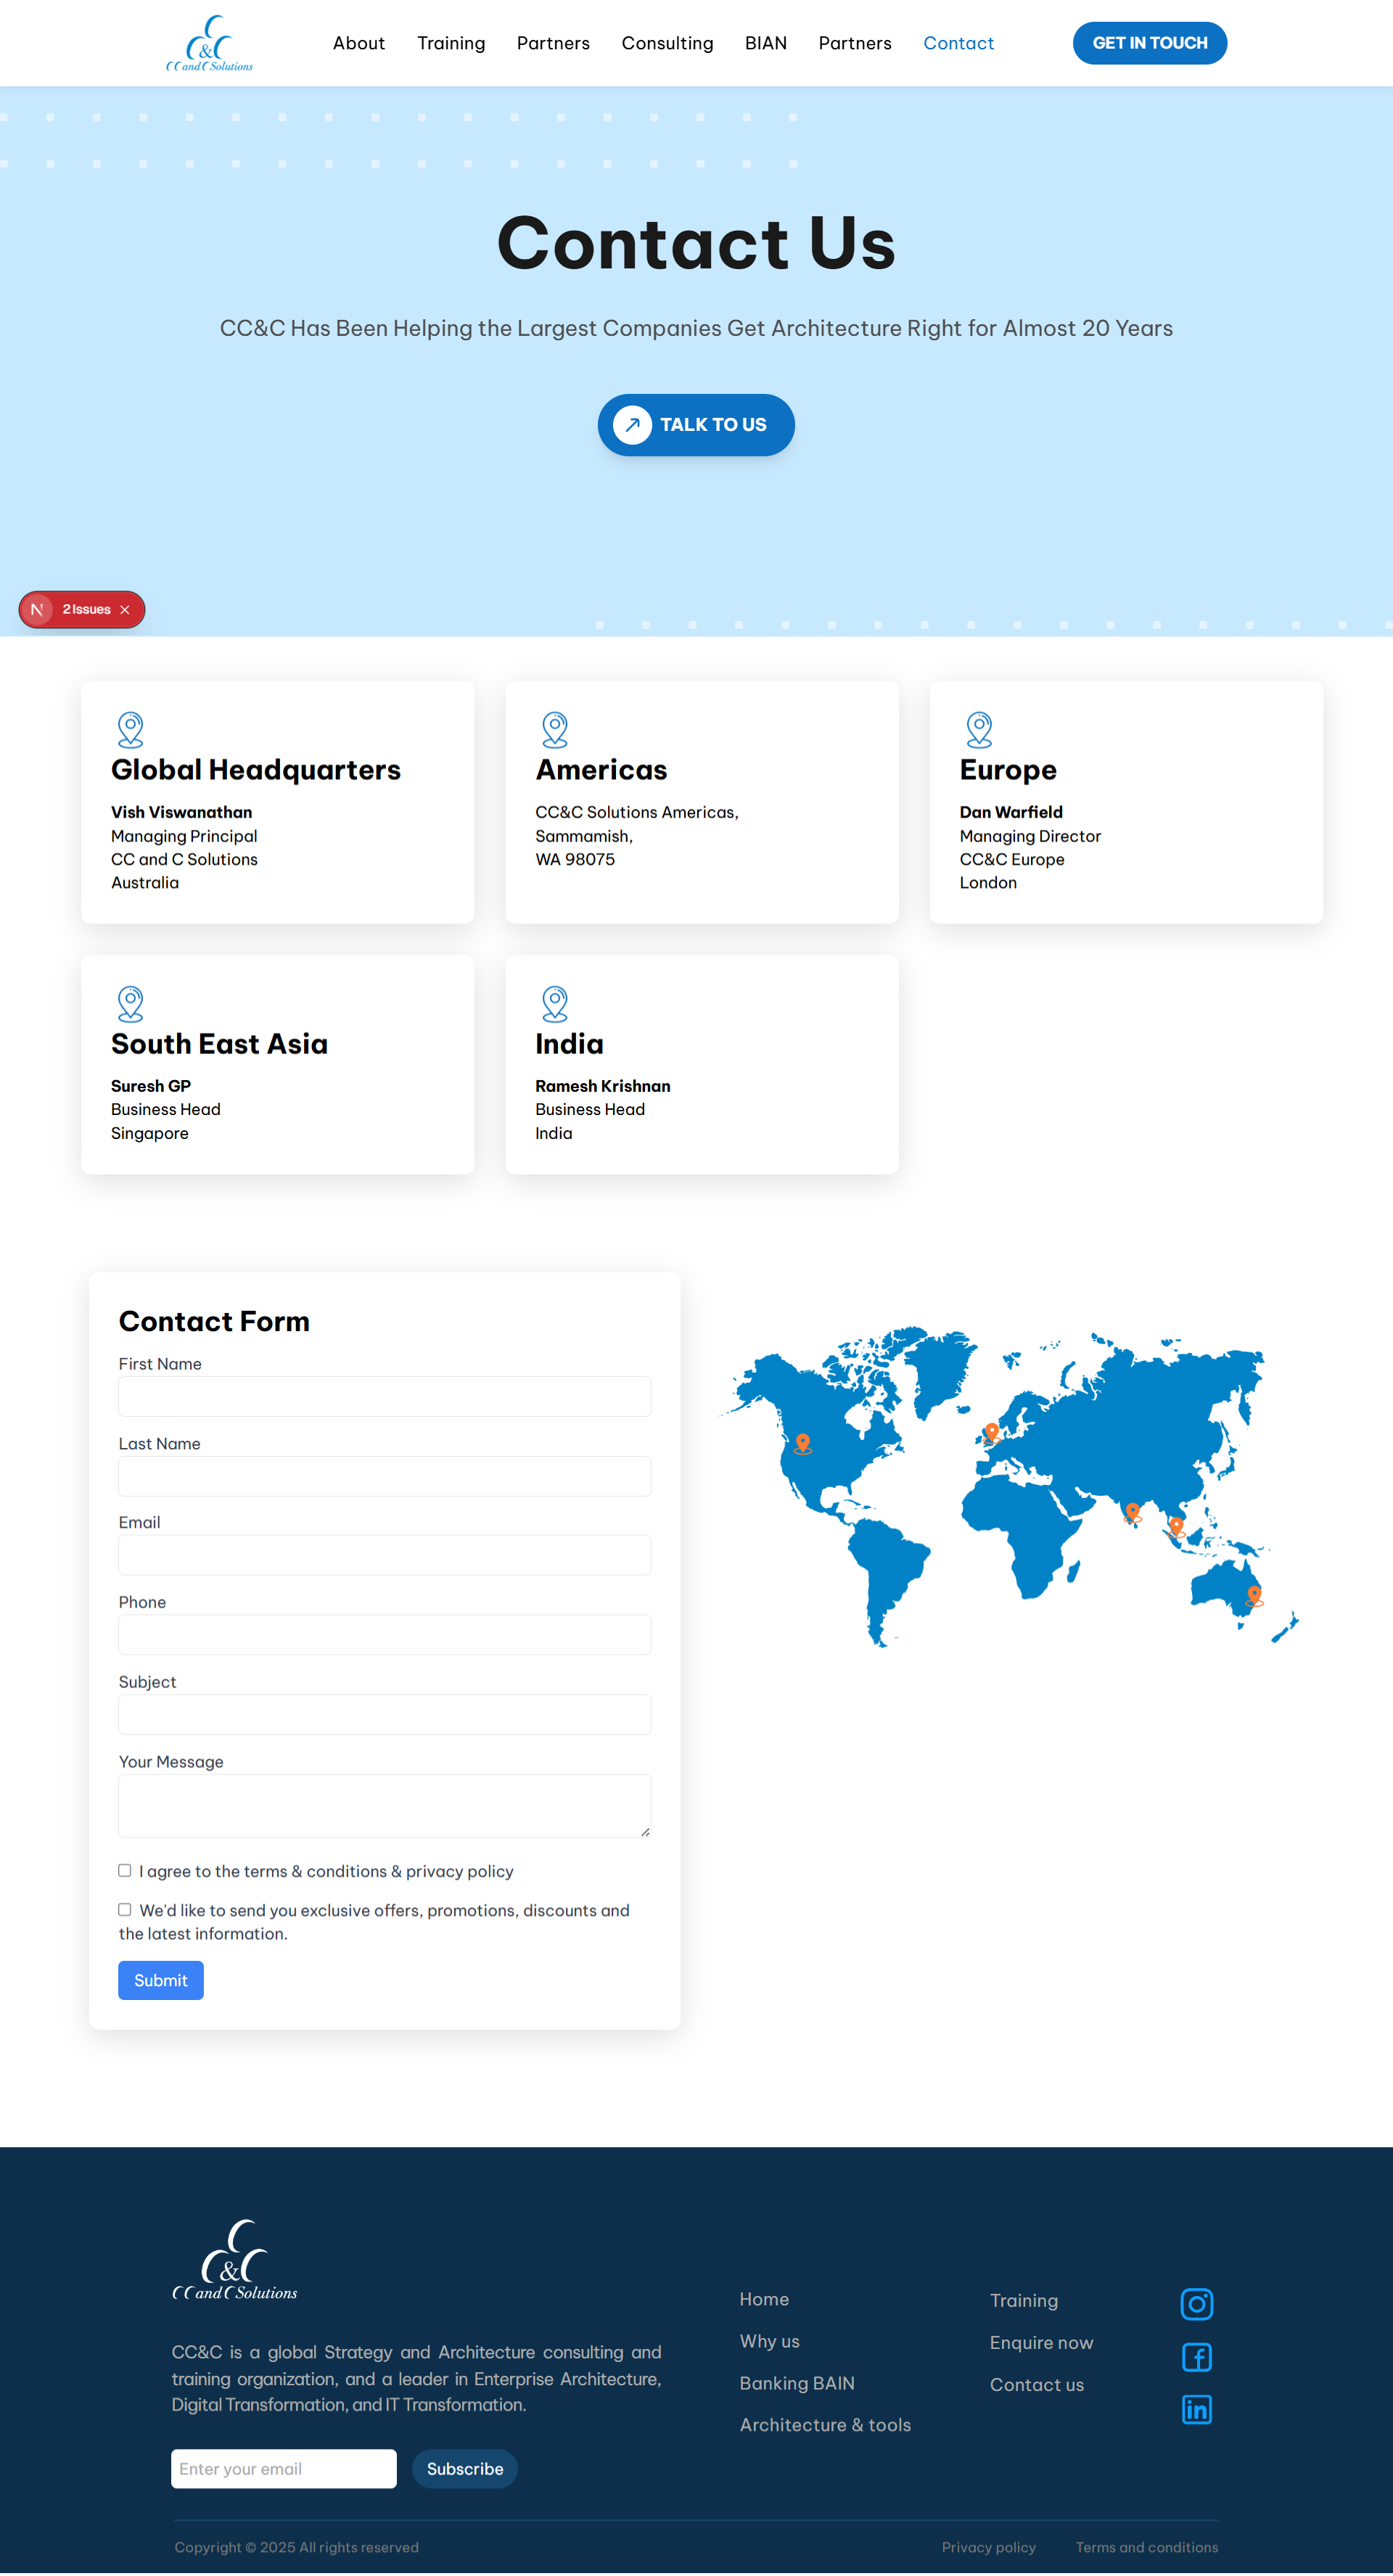 C C & C
CC and C Solutions
About Training Partners Consulting BIAN Partners Contact
GET IN TOUCH
Contact Us
CC&C Has Been Helping the Largest Companies Get Architecture Right for Almost 20 Years
TALK TO US
N 2 Issues
Global Headquarters
Vish Viswanathan
Managing Principal
CC and C Solutions
Australia
Americas
CC&C Solutions Americas,
Sammamish,
WA 98075
Europe
Dan Warfield
Managing Director
CC&C Europe
London
South East Asia
Suresh GP
Business Head
Singapore
India
Ramesh Krishnan
Business Head
India
Contact Form
First Name
Last Name
Email
Phone
Subject
Your Message
I agree to the terms & conditions & privacy policy
We'd like to send you exclusive offers, promotions, discounts and
the latest information.
Submit
C C & C
CC and C Solutions
CC&C is a global Strategy and Architecture consulting and
training organization, and a leader in Enterprise Architecture,
Digital Transformation, and IT Transformation.
Enter your email
Subscribe
Home
Why us
Banking BAIN
Architecture & tools
Training
Enquire now
Contact us
Copyright © 2025 All rights reserved
Privacy policy
Terms and conditions